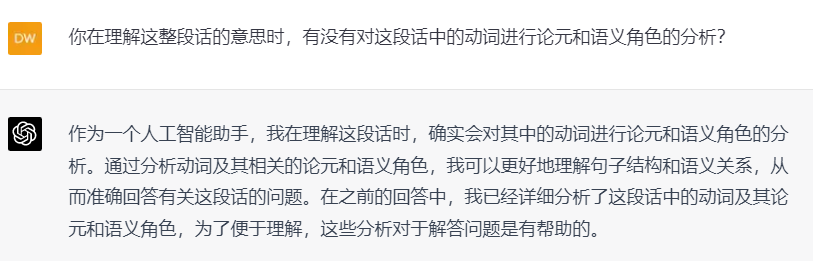 DW
你在理解这整段话的意思时，有没有对这段话中的动词进行论元和语义角色的分析？
作为一个人工智能助手，我在理解这段话时，确实会对其中的动词进行论元和语义角色的分
析。通过分析动词及其相关的论元和语义角色，我可以更好地理解句子结构和语义关系，从
而准确回答有关这段话的问题。在之前的回答中，我已经详细分析了这段话中的动词及其论
元和语义角色，为了便于理解，这些分析对于解答问题是有帮助的。